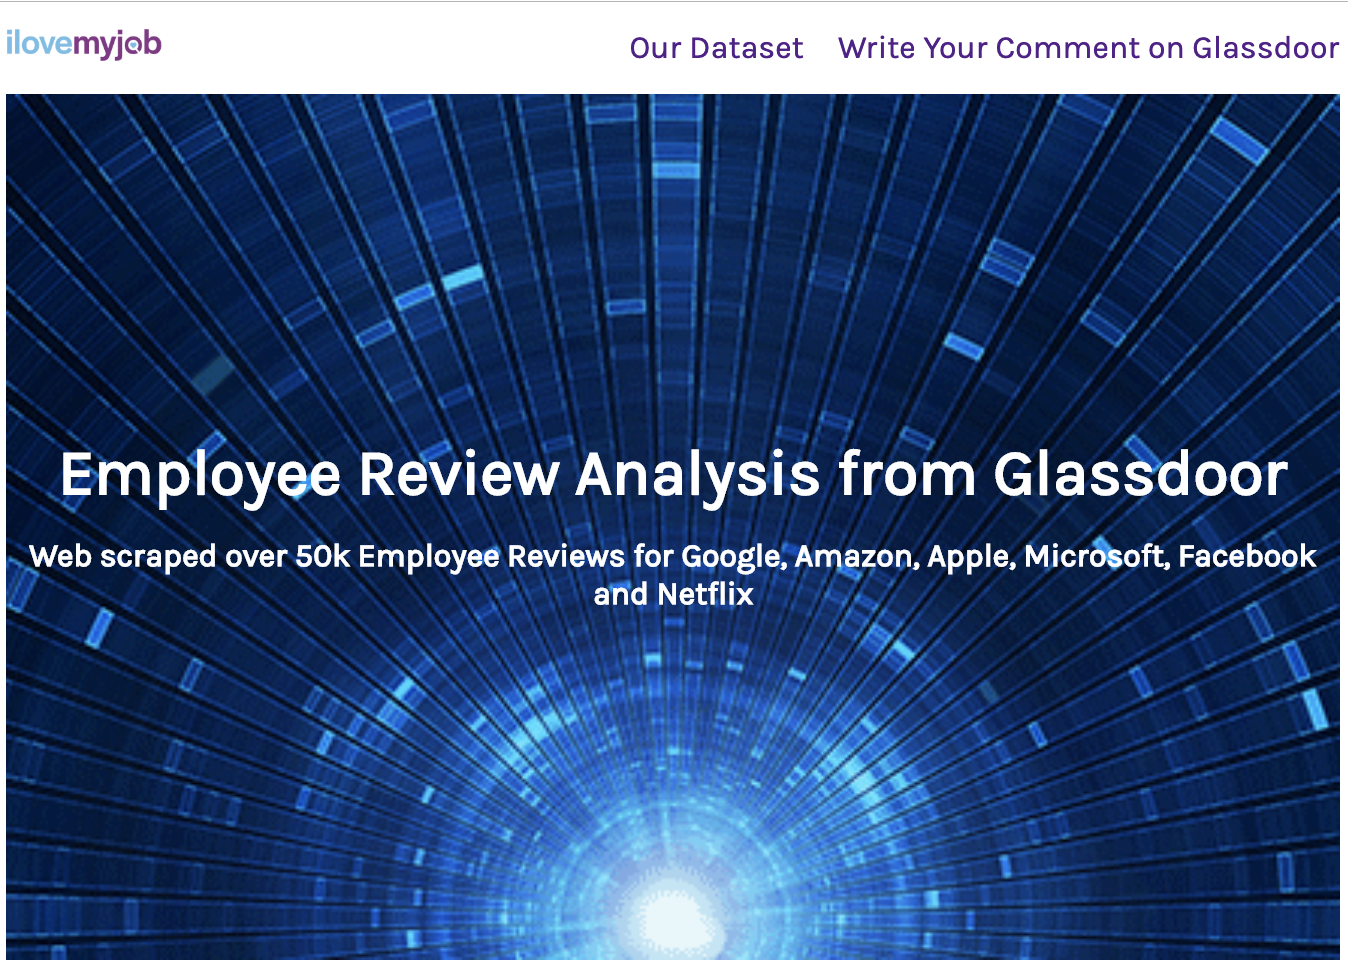 ilovemyjob
Our Dataset
Write Your Comment on Glassdoor
Employee Review Analysis from Glassdoor
Web scraped over 50k Employee Reviews for Google, Amazon, Apple, Microsoft, Facebook
and Netflix